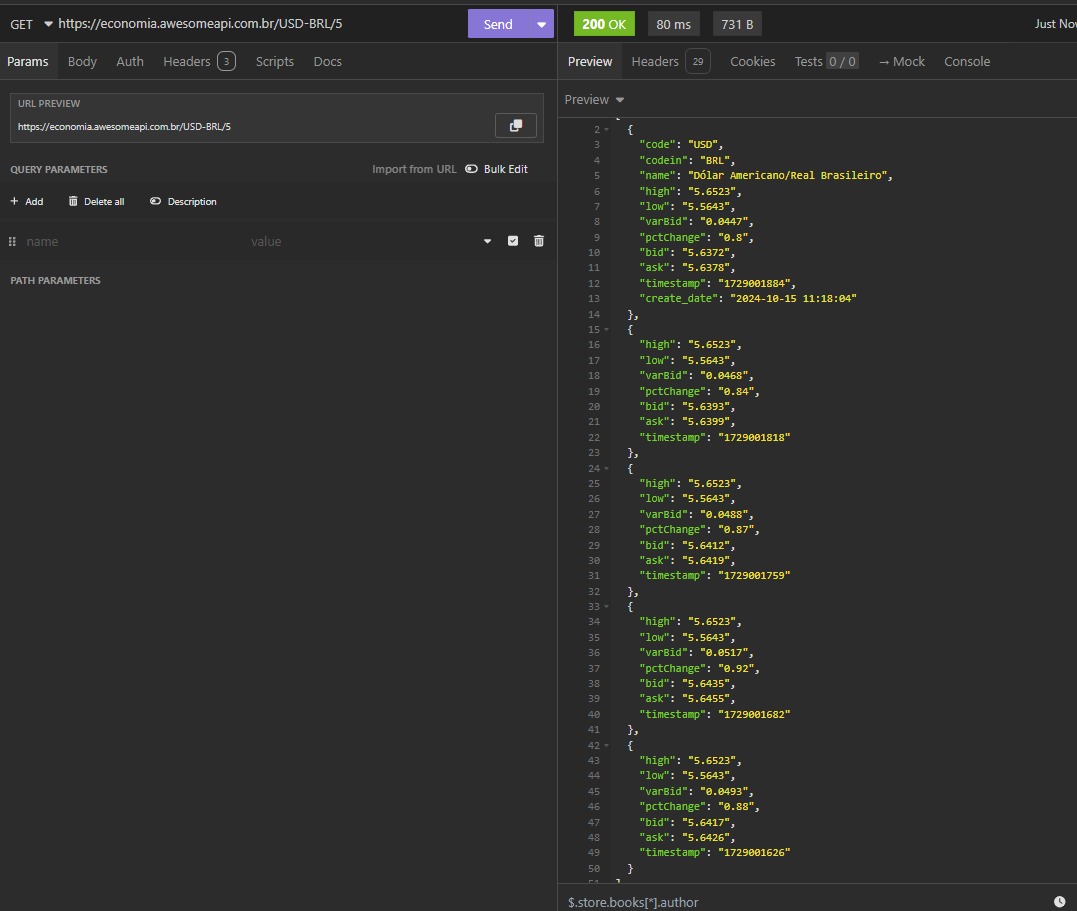 GET https://economia.awesomeapi.com.br/USD-BRL/5 Send
Params Body Auth Headers 3 Scripts Docs
URL PREVIEW
https://economia.awesomeapi.com.br/USD-BRL/5
QUERY PARAMETERS Import from URL Bulk Edit
+ Add Delete all Description
name value
PATH PARAMETERS
200 OK 80 ms 731 B Just Now
Preview Headers 29 Cookies Tests 0 / 0 → Mock Console
Preview
2 {
3 "code": "USD",
4 "codein": "BRL",
5 "name": "Dólar Americano/Real Brasileiro",
6 "high": "5.6523",
7 "low": "5.5643",
8 "varBid": "0.0447",
9 "pctChange": "0.8",
10 "bid": "5.6372",
11 "ask": "5.6378",
12 "timestamp": "1729001884",
13 "create_date": "2024-10-15 11:18:04"
14 },
15 {
16 "high": "5.6523",
17 "low": "5.5643",
18 "varBid": "0.0468",
19 "pctChange": "0.84",
20 "bid": "5.6393",
21 "ask": "5.6399",
22 "timestamp": "1729001818"
23 },
24 {
25 "high": "5.6523",
26 "low": "5.5643",
27 "varBid": "0.0488",
28 "pctChange": "0.87",
29 "bid": "5.6412",
30 "ask": "5.6419",
31 "timestamp": "1729001759"
32 },
33 {
34 "high": "5.6523",
35 "low": "5.5643",
36 "varBid": "0.0517",
37 "pctChange": "0.92",
38 "bid": "5.6435",
39 "ask": "5.6455",
40 "timestamp": "1729001682"
41 },
42 {
43 "high": "5.6523",
44 "low": "5.5643",
45 "varBid": "0.0493",
46 "pctChange": "0.88",
47 "bid": "5.6417",
48 "ask": "5.6426",
49 "timestamp": "1729001626"
50 }
51 ]
$.store.books[*].author